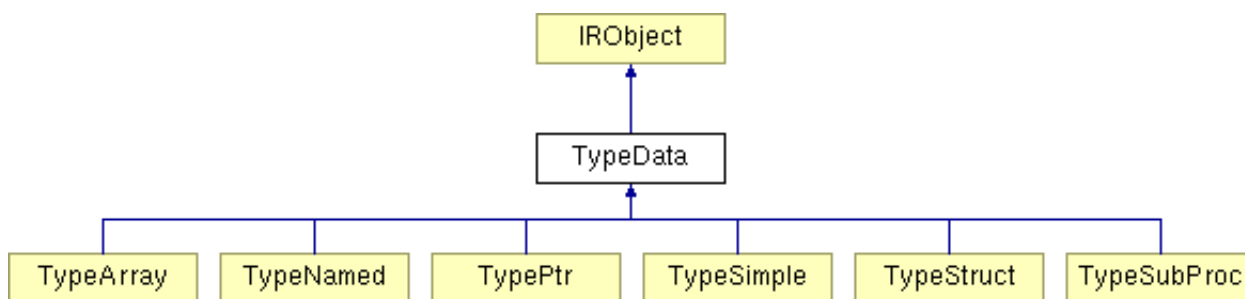 IRObject
TypeData
TypeArray TypeNamed TypePtr TypeSimple TypeStruct TypeSubProc